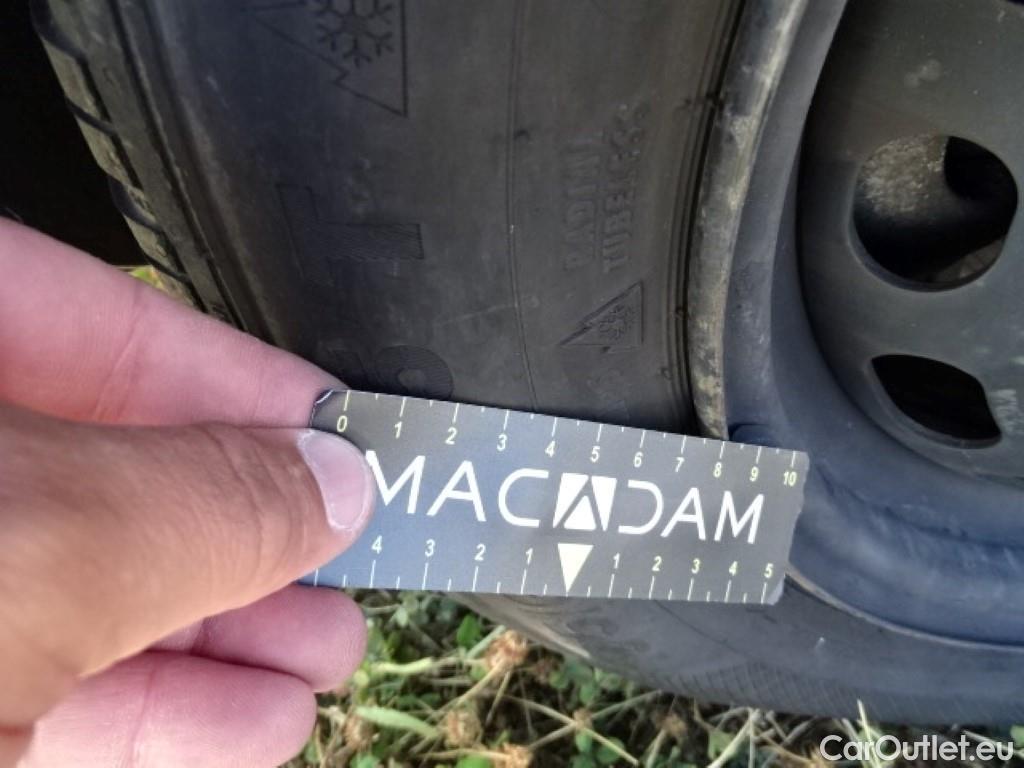 RADIAL
TUBELESS
0 1 2 3 4 5 6 7 8 9 10
MACADAM
4 3 2 1 1 2 3 4 5
CarOutlet.eu